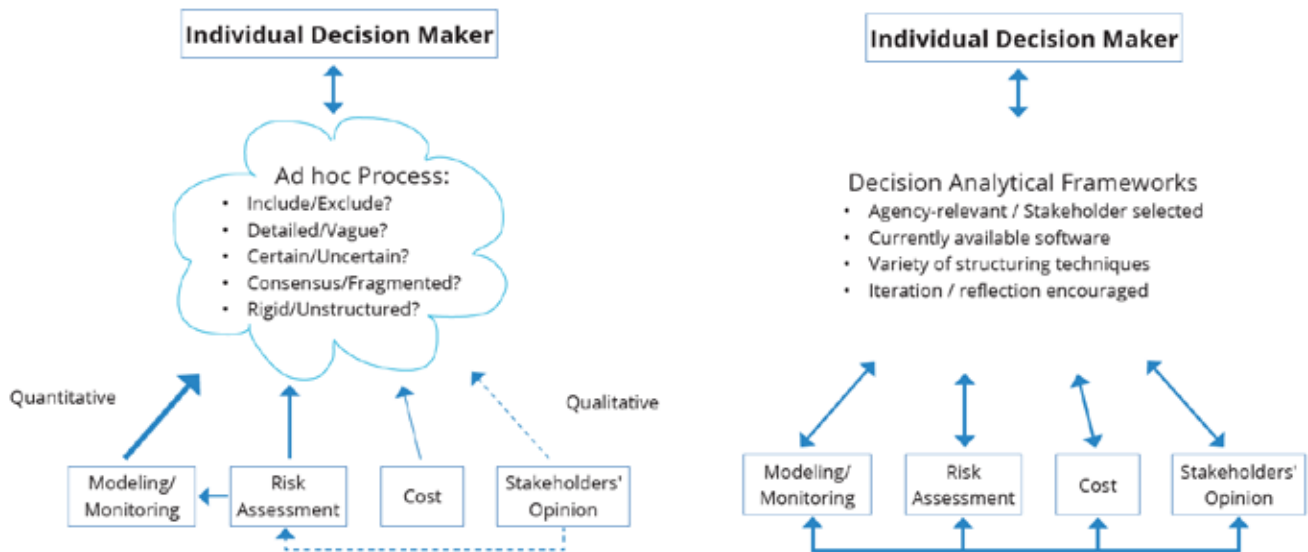 Individual Decision Maker
Ad hoc Process:
• Include/Exclude?
• Detailed/Vague?
• Certain/Uncertain?
• Consensus/Fragmented?
• Rigid/Unstructured?
Quantitative
Qualitative
Modeling/
Monitoring
Risk
Assessment
Cost
Stakeholders'
Opinion
Individual Decision Maker
Decision Analytical Frameworks
• Agency-relevant / Stakeholder selected
• Currently available software
• Variety of structuring techniques
• Iteration / reflection encouraged
Modeling/
Monitoring
Risk
Assessment
Cost
Stakeholders'
Opinion